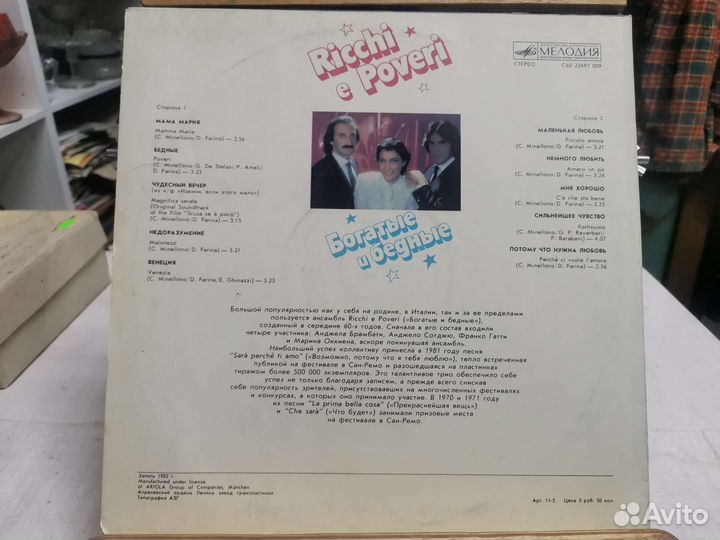 Ricchi
e Poveri
МЕЛОДИЯ
СТЕРЕО
С60 22697 009
Сторона 1
МАМА МАРИЯ
Mamma Maria
(C. Minellono/D. Farina) — 2.56
БЕДНЫЕ
Poveri
(C. Minellono/G. De Stefani/P. Ameli/
D. Farina) — 3.23
ЧУДЕСНЫЙ ВЕЧЕР
(из к/ф «Извини, если этого мало»)
Magnifica serata
(Original Soundtrack
of the Film "Scusa se è poco")
(C. Minellono/D. Farina) — 3.15
НЕДОРАЗУМЕНИЕ
Malinteso
(C. Minellono/D. Farina) — 3.21
ВЕНЕЦИЯ
Venezia
(C. Minellono/D. Farina/E. Ghinazzi) — 3.23
Сторона 2
МАЛЕНЬКАЯ ЛЮБОВЬ
Piccolo amore
(C. Minellono/D. Farina) — 3.21
НЕМНОГО ЛЮБИТЬ
Amarsi un pò
(C. Minellono/D. Farina) — 3.24
МНЕ ХОРОШО
C'e che sto bene
(C. Minellono/D. Farina) — 3.25
СИЛЬНЕЙШЕЕ ЧУВСТВО
Fortissimo
(C. Minellono/G. P. Reverberi/
P. Barabani) — 4.07
ПОТОМУ ЧТО НУЖНА ЛЮБОВЬ
Perchè ci vuole l'amore
(C. Minellono/D. Farina) — 2.56
Богатые
и бедные
Большой популярностью как у себя на родине, в Италии, так и за ее пределами
пользуется ансамбль Ricchi e Poveri («Богатые и бедные»),
созданный в середине 60-х годов. Сначала в его состав входили
четыре участника: Анджела Брамбати, Анджело Сотджю, Франко Гатти
и Марина Оккиена, вскоре покинувшая ансамбль.
Наибольший успех коллективу принесла в 1981 году песня
"Sarà perchè ti amo" («Возможно, потому что я тебя люблю»), тепло встреченная
публикой на фестивале в Сан-Ремо и разошедшаяся на пластинках
тиражом более 500 000 экземпляров. Это талантливое трио обеспечило себе
успех не только благодаря записям, а прежде всего снискав
себе популярность зрителей, присутствовавших на многочисленных фестивалях
и конкурсах, в которых оно принимало участие. В 1970 и 1971 году
их песни "La prima bella cosa" («Прекраснейшая вещь»)
и "Che sarà" («Что будет») занимали призовые места
на фестивале в Сан-Ремо.
Запись 1982 г.
Manufactured under license
of ARIOLA Group of Companies, München
Апрелевский ордена Ленина завод грампластинок
Типография АЗГ
Арт. 11-5. Цена 3 руб. 50 коп.
Avito